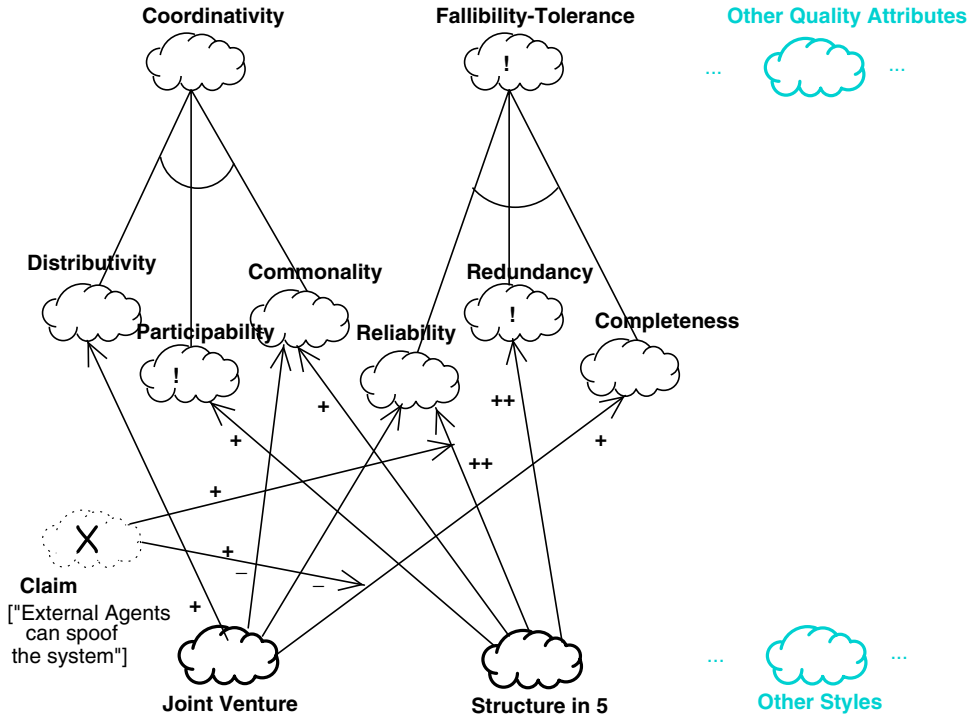 Coordinativity
Fallibility-Tolerance
Other Quality Attributes
!
...
...
Distributivity
Commonality
Redundancy
Participability
Reliability
Completeness
!
!
+
++
+
+
++
+
+
–
–
X
Claim
["External Agents
can spoof
the system"]
+
...
...
Joint Venture
Structure in 5
Other Styles